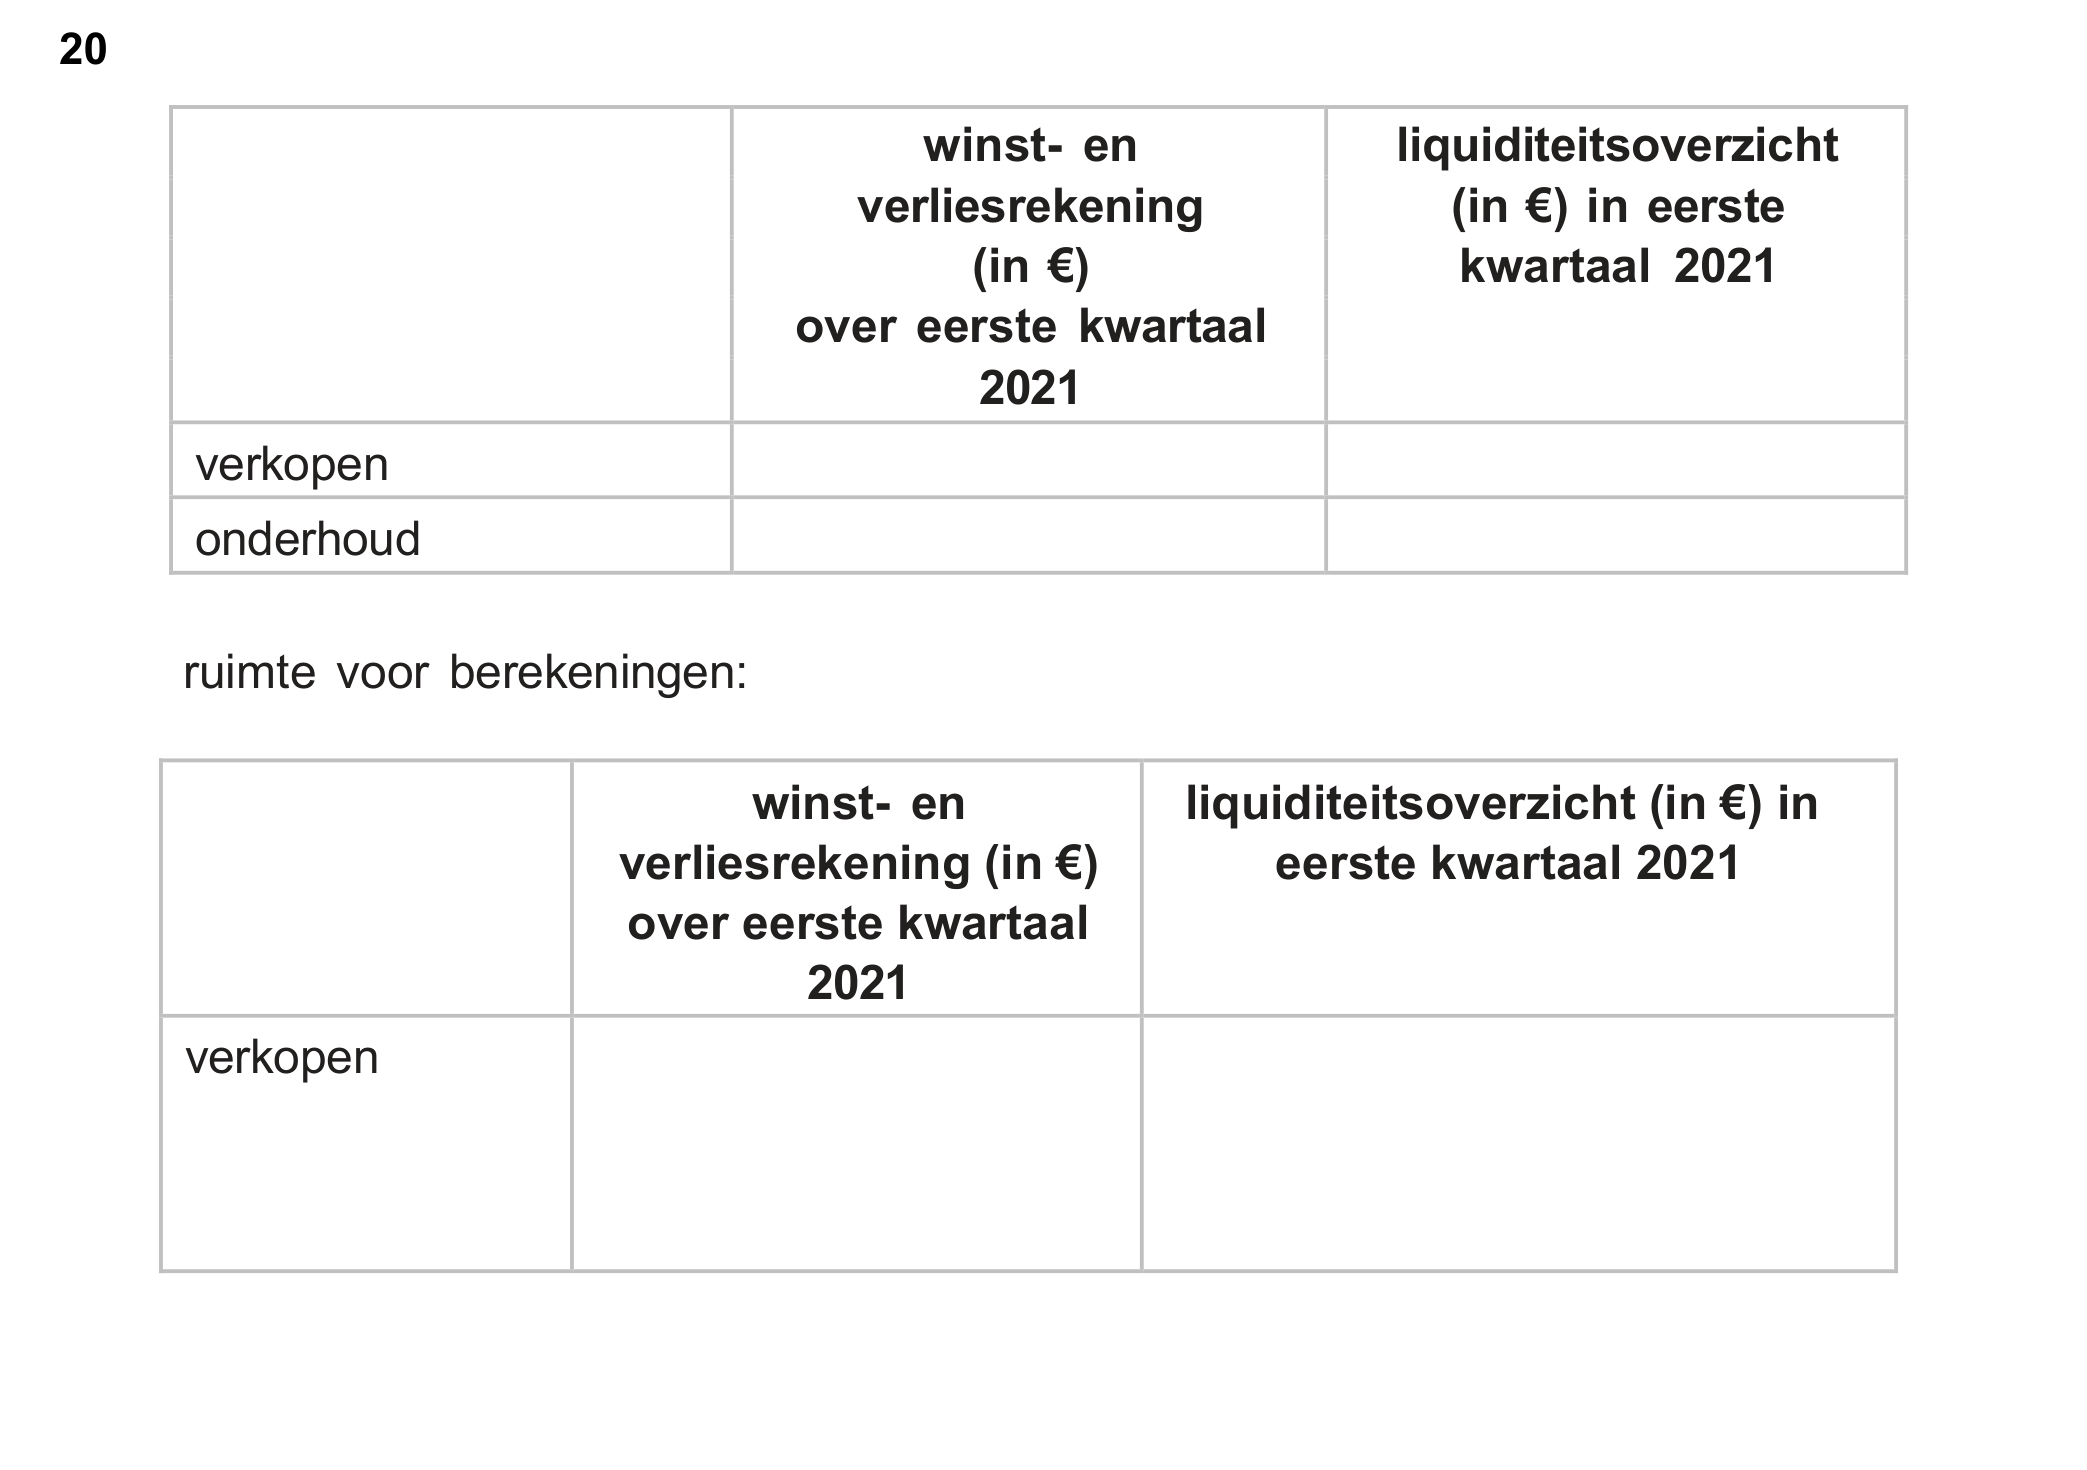 20
winst- en
verliesrekening
(in €)
over eerste kwartaal
2021
liquiditeitsoverzicht
(in €) in eerste
kwartaal 2021
verkopen
onderhoud
ruimte voor berekeningen:
winst- en
verliesrekening (in €)
over eerste kwartaal
2021
liquiditeitsoverzicht (in €) in
eerste kwartaal 2021
verkopen